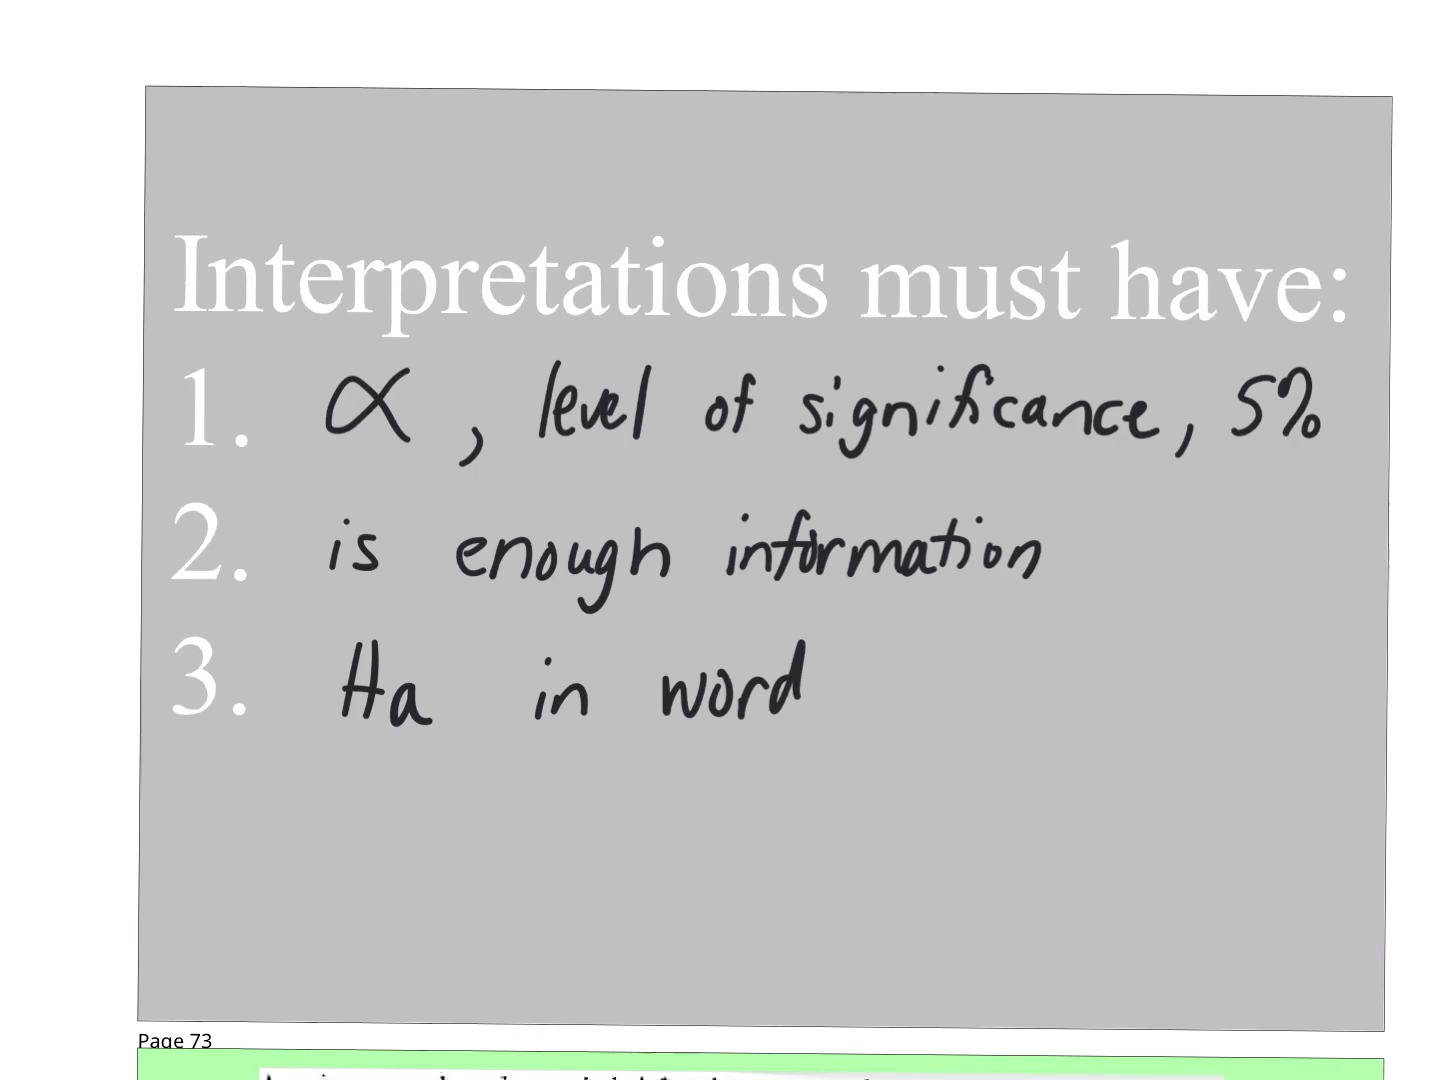 Interpretations must have:
1. α, level of significance, 5%
2. is enough information
3. Ha in word
Page 73